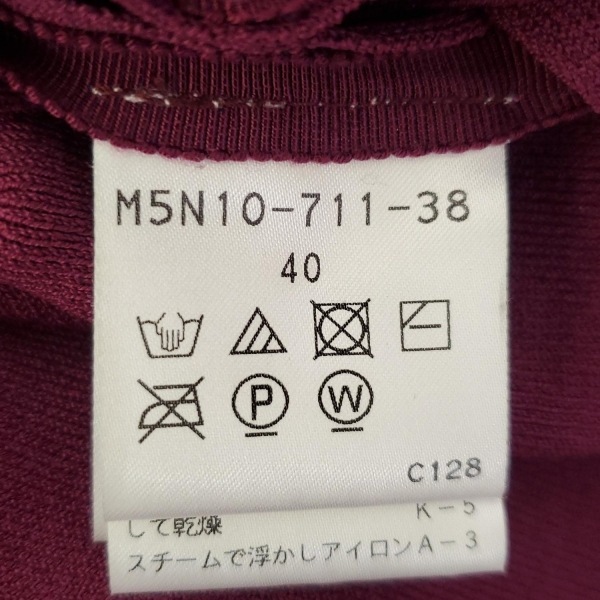 M5N10-711-38
40
P W
C128
して乾燥 K-5
スチームで浮かしアイロンA-3